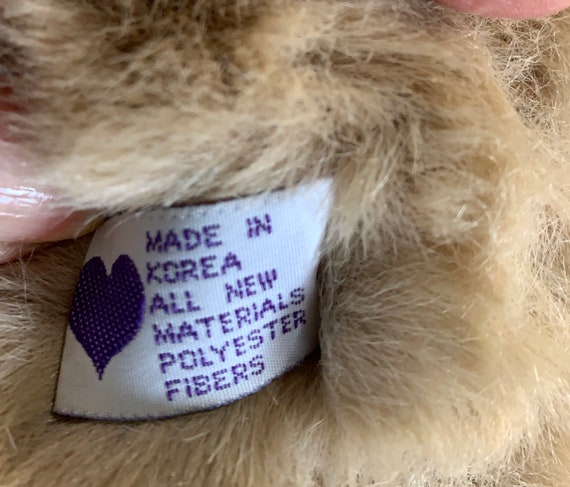 MADE IN
KOREA
ALL NEW
MATERIALS
POLYESTER
FIBERS